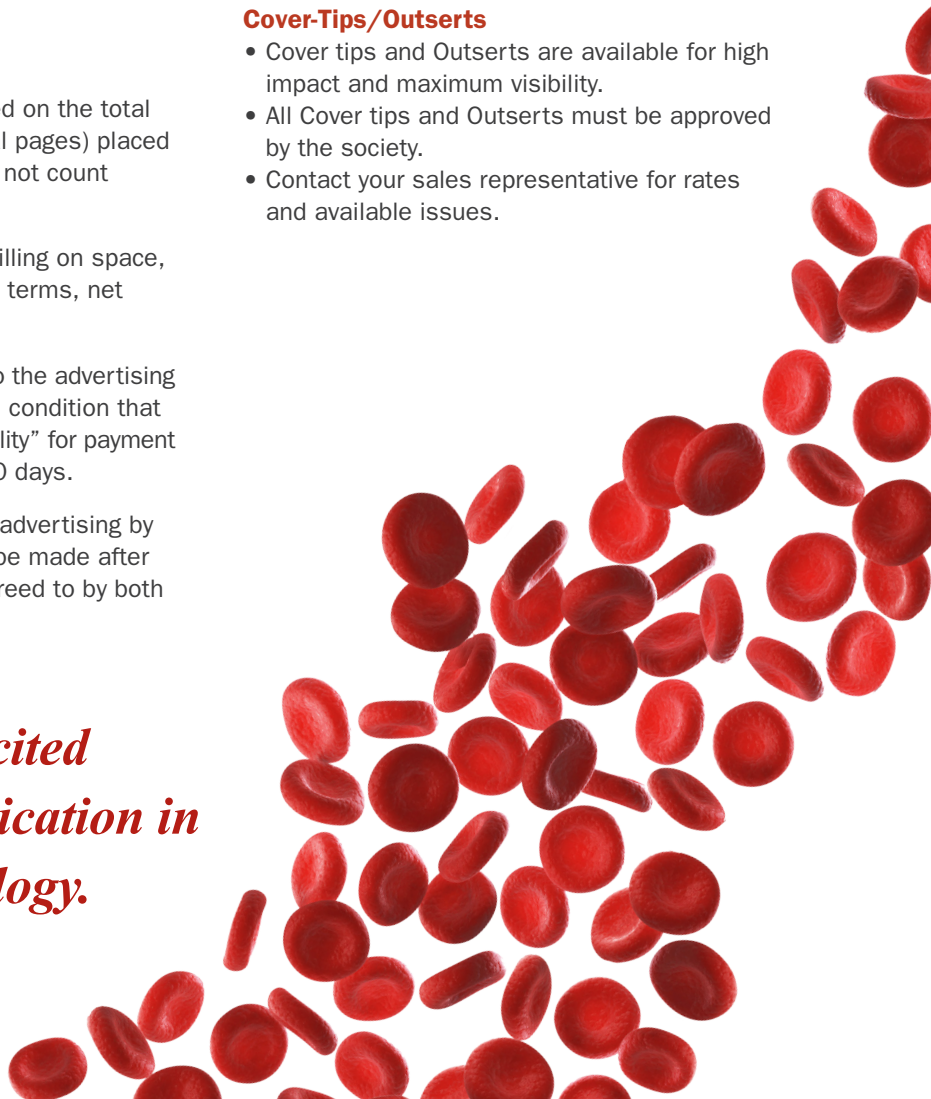 ed on the total
l pages) placed
not count
illing on space,
terms, net
o the advertising
condition that
lity” for payment
0 days.
advertising by
be made after
reed to by both
cited
ication in
logy.
Cover-Tips/Outserts
• Cover tips and Outserts are available for high
impact and maximum visibility.
• All Cover tips and Outserts must be approved
by the society.
• Contact your sales representative for rates
and available issues.